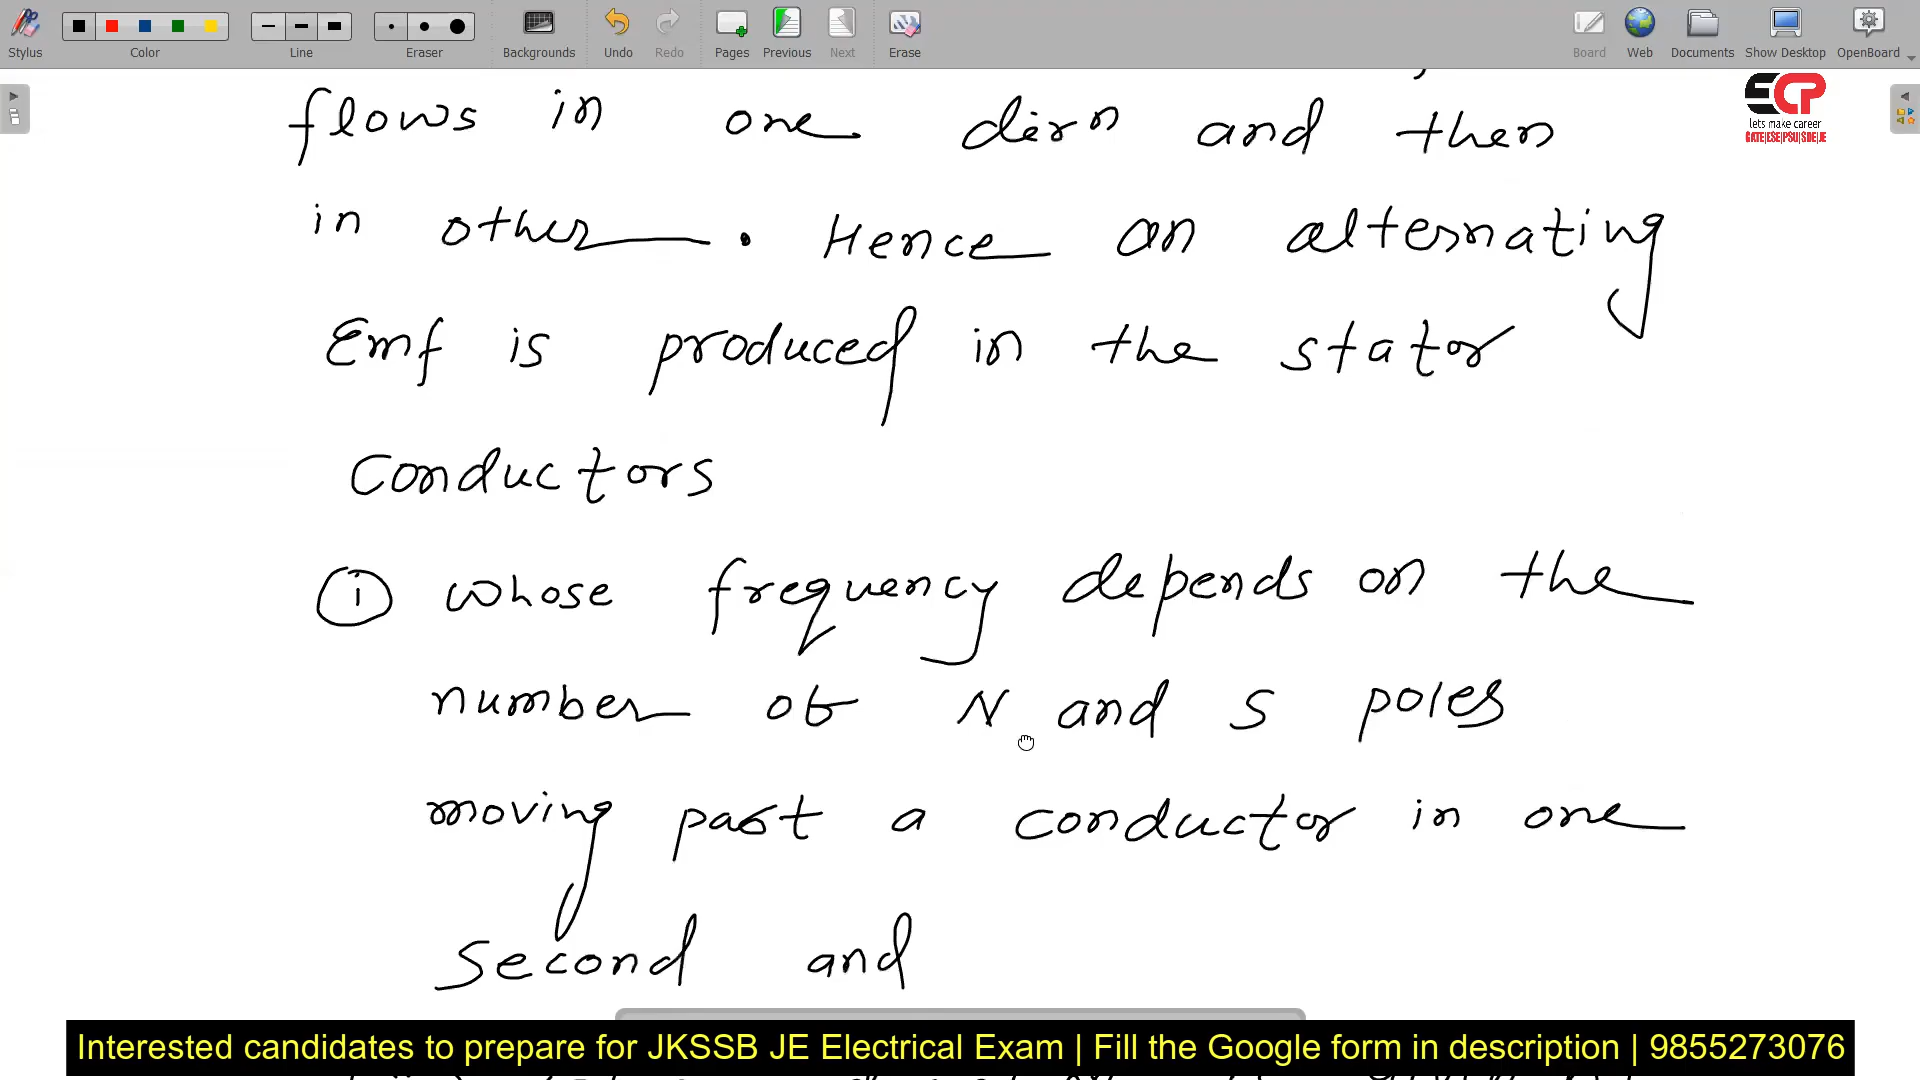 Stylus Color Line Eraser Backgrounds Undo Redo Pages Previous Next Erase Board Web Documents Show Desktop OpenBoard
ECP
lets make career
GATE|ESE|PSU|SDE|JE
flows in one dirn and then
in other. Hence an alternating
Emf is produced in the stator
conductors
(i) whose frequency depends on the
number of N and S poles
moving past a conductor in one
second and
Interested candidates to prepare for JKSSB JE Electrical Exam | Fill the Google form in description | 9855273076